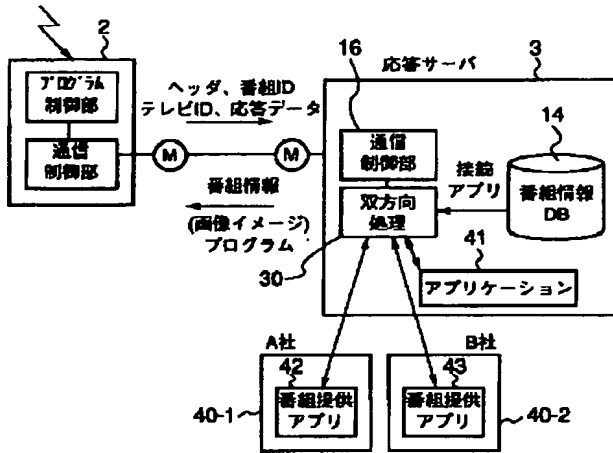 2
プログラム
制御部
通信
制御部
ヘッダ、番組ID
テレビID、応答データ
M
M
番組情報
(画像イメージ)
プログラム
応答サーバ
3
16
通信
制御部
双方向
処理
30
接続
アプリ
14
番組情報
DB
41
アプリケーション
A社
42
番組提供
アプリ
40-1
B社
43
番組提供
アプリ
40-2